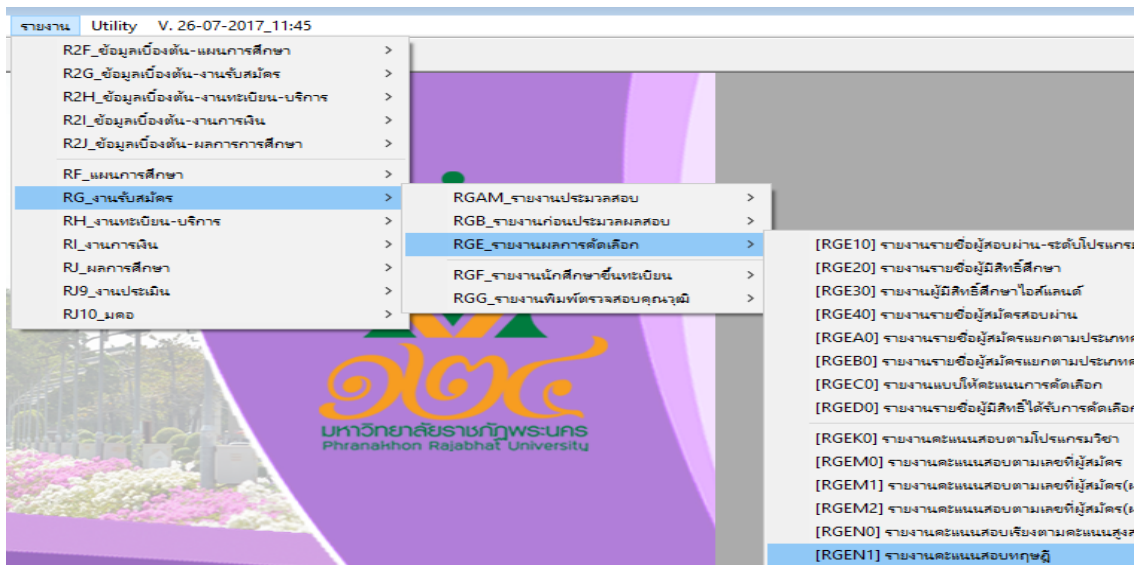 รายงาน Utility V. 26-07-2017_11:45
R2F_ข้อมูลเบื้องต้น-แผนการศึกษา >
R2G_ข้อมูลเบื้องต้น-งานรับสมัคร >
R2H_ข้อมูลเบื้องต้น-งานทะเบียน-บริการ >
R2I_ข้อมูลเบื้องต้น-งานการเงิน >
R2J_ข้อมูลเบื้องต้น-ผลการการศึกษา >
RF_แผนการศึกษา >
RG_งานรับสมัคร >
RH_งานทะเบียน-บริการ >
RI_งานการเงิน >
RJ_ผลการศึกษา >
RJ9_งานประเมิน >
RJ10_มคอ >
RGAM_รายงานประมวลสอบ >
RGB_รายงานก่อนประมวลผลสอบ >
RGE_รายงานผลการคัดเลือก >
RGF_รายงานนักศึกษาขึ้นทะเบียน >
RGG_รายงานพิมพ์ตรวจสอบคุณวุฒิ >
[RGE10] รายงานรายชื่อผู้สอบผ่าน-ระดับโปรแกรม
[RGE20] รายงานรายชื่อผู้มีสิทธิ์ศึกษา
[RGE30] รายงานผู้มีสิทธิ์ศึกษาไอส์แลนด์
[RGE40] รายงานรายชื่อผู้สมัครสอบผ่าน
[RGEA0] รายงานรายชื่อผู้สมัครแยกตามประเภท
[RGEB0] รายงานรายชื่อผู้สมัครแยกตามประเภท
[RGEC0] รายงานแบบให้คะแนนการคัดเลือก
[RGED0] รายงานรายชื่อผู้มีสิทธิ์ได้รับการคัดเลือก
[RGEK0] รายงานคะแนนสอบตามโปรแกรมวิชา
[RGEM0] รายงานคะแนนสอบตามเลขที่ผู้สมัคร
[RGEM1] รายงานคะแนนสอบตามเลขที่ผู้สมัคร(
[RGEM2] รายงานคะแนนสอบตามเลขที่ผู้สมัคร(
[RGEN0] รายงานคะแนนสอบเรียงตามคะแนนสูง
[RGEN1] รายงานคะแนนสอบทฤษฎี
๑๒๔
มหาวิทยาลัยราชภัฏพระนคร
Phranakhon Rajabhat University